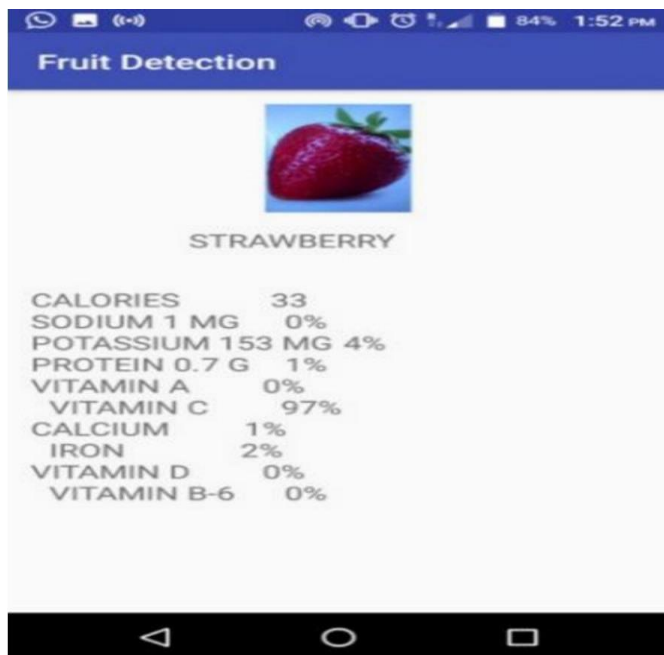 84% 1:52 PM
Fruit Detection
STRAWBERRY
CALORIES 33
SODIUM 1 MG 0%
POTASSIUM 153 MG 4%
PROTEIN 0.7 G 1%
VITAMIN A 0%
VITAMIN C 97%
CALCIUM 1%
IRON 2%
VITAMIN D 0%
VITAMIN B-6 0%